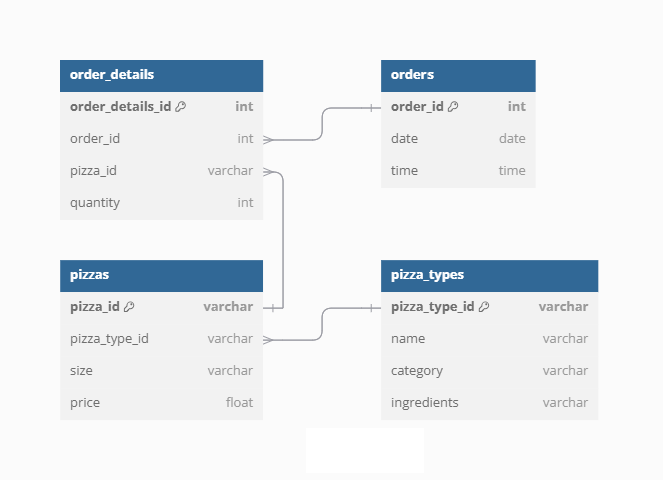 order_details
order_details_id int
order_id int
pizza_id varchar
quantity int
orders
order_id int
date date
time time
pizzas
pizza_id varchar
pizza_type_id varchar
size varchar
price float
pizza_types
pizza_type_id varchar
name varchar
category varchar
ingredients varchar